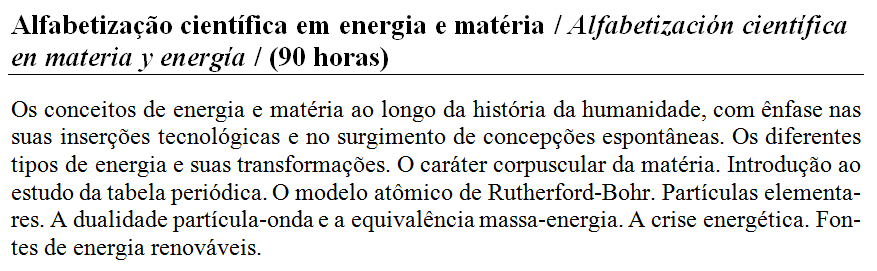 Alfabetização científica em energia e matéria / Alfabetización científica
en materia y energía / (90 horas)
Os conceitos de energia e matéria ao longo da história da humanidade, com ênfase nas
suas inserções tecnológicas e no surgimento de concepções espontâneas. Os diferentes
tipos de energia e suas transformações. O caráter corpuscular da matéria. Introdução ao
estudo da tabela periódica. O modelo atômico de Rutherford-Bohr. Partículas elementa-
res. A dualidade partícula-onda e a equivalência massa-energia. A crise energética. Fon-
tes de energia renováveis.